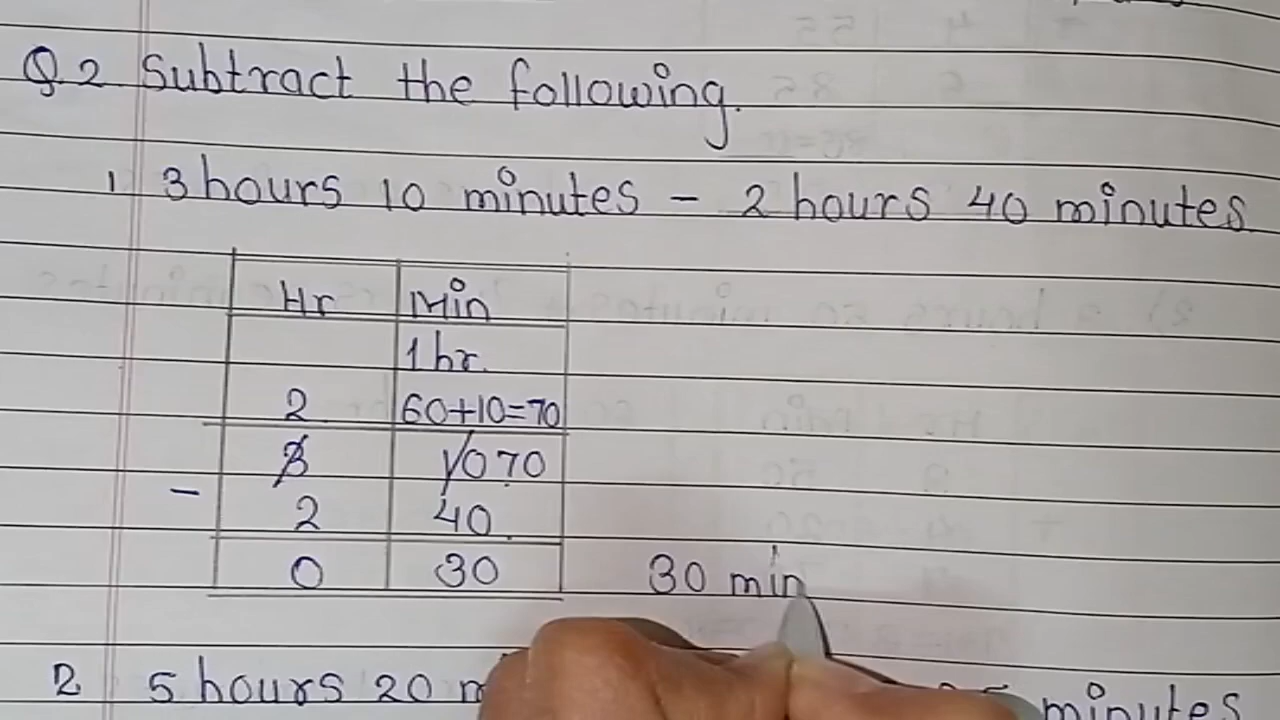 Q.2 Subtract the following.
1 3 hours 10 minutes - 2 hours 40 minutes
Hr Min
1 hr.
2 60+10=70
3 10 70
- 2 40
0 30 30 min
2 5 hours 20 minutes